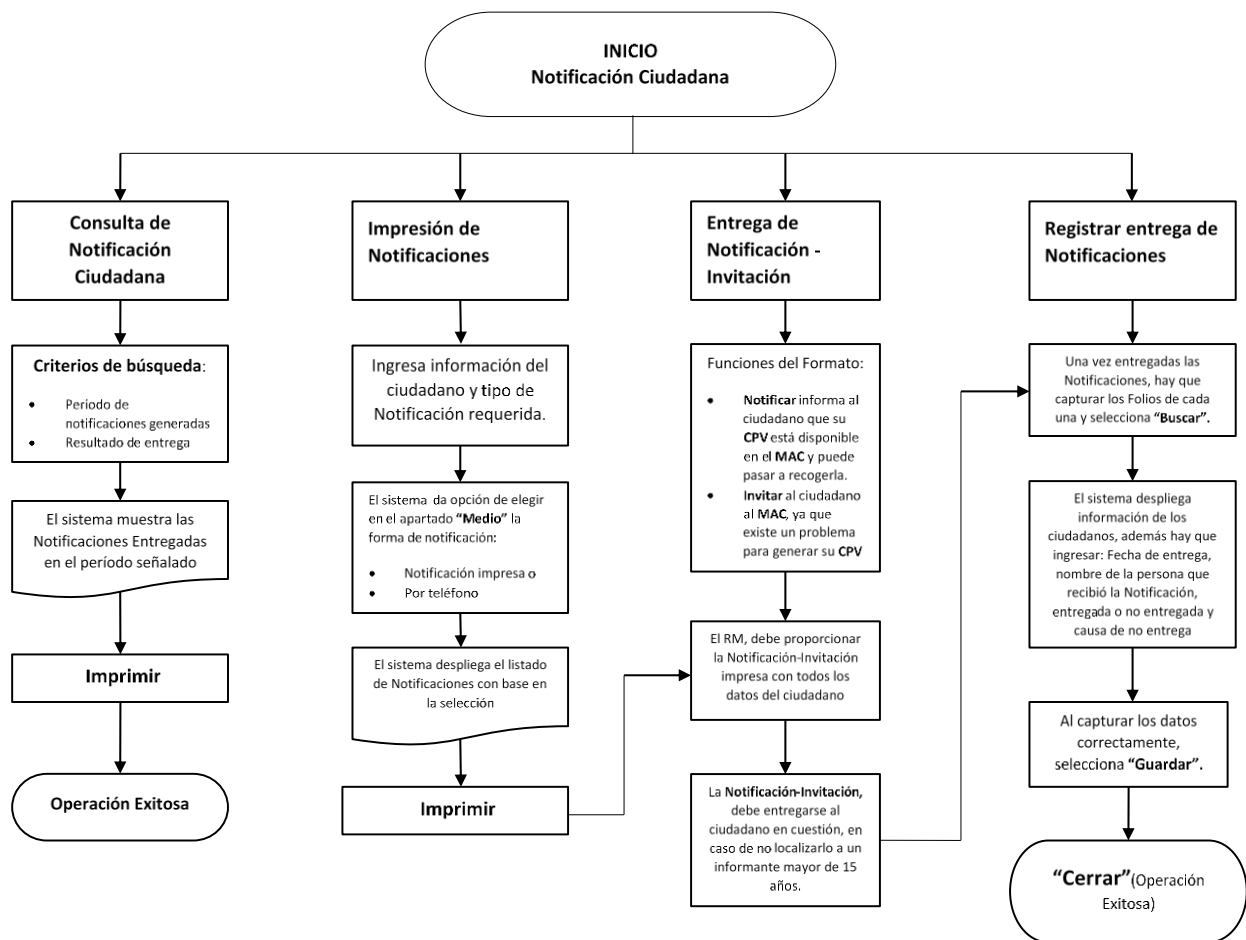 INICIO
Notificación Ciudadana
Consulta de
Notificación
Ciudadana
Criterios de búsqueda:
• Periodo de
notificaciones generadas
• Resultado de entrega
El sistema muestra las
Notificaciones Entregadas
en el período señalado
Imprimir
Operación Exitosa
Impresión de
Notificaciones
Ingresa información del
ciudadano y tipo de
Notificación requerida.
El sistema da opción de elegir
en el apartado “Medio” la
forma de notificación:
• Notificación impresa o
• Por teléfono
El sistema despliega el listado
de Notificaciones con base en
la selección
Imprimir
Entrega de
Notificación -
Invitación
Funciones del Formato:
• Notificar informa al
ciudadano que su
CPV está disponible
en el MAC y puede
pasar a recogerla.
• Invitar al ciudadano
al MAC, ya que
existe un problema
para generar su CPV
El RM, debe proporcionar
la Notificación-Invitación
impresa con todos los
datos del ciudadano
La Notificación-Invitación,
debe entregarse al
ciudadano en cuestión, en
caso de no localizarlo a un
informante mayor de 15
años.
Registrar entrega de
Notificaciones
Una vez entregadas las
Notificaciones, hay que
capturar los Folios de cada
una y selecciona “Buscar”.
El sistema despliega
información de los
ciudadanos, además hay que
ingresar: Fecha de entrega,
nombre de la persona que
recibió la Notificación,
entregada o no entregada y
causa de no entrega
Al capturar los datos
correctamente,
selecciona “Guardar”.
“Cerrar”(Operación
Exitosa)